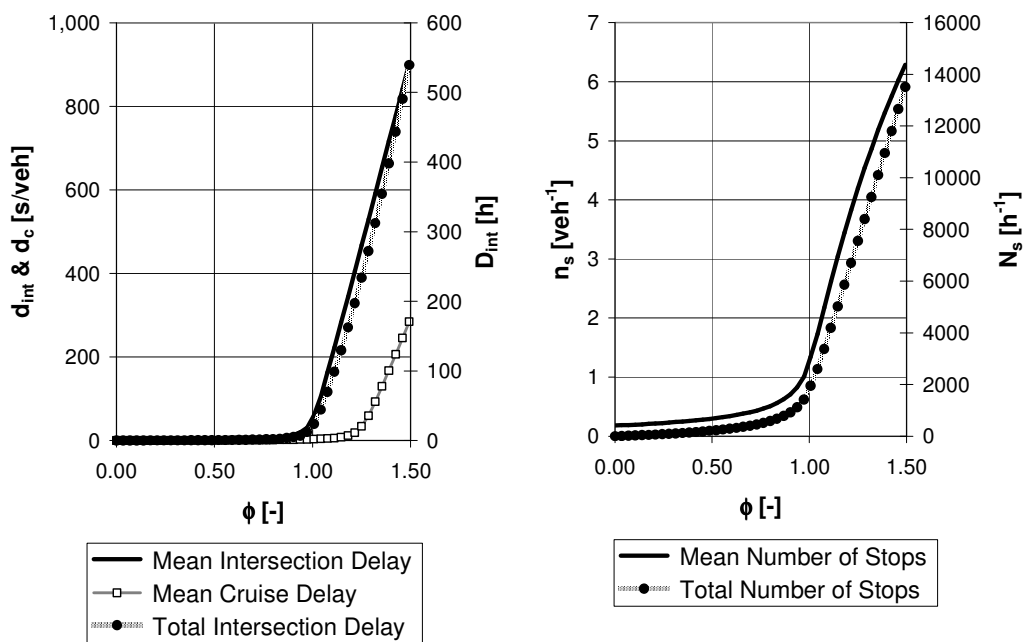 1,000
800
600
400
200
0
d_int & d_c [s/veh]
600
500
400
300
200
100
0
D_int [h]
0.00 0.50 1.00 1.50
ϕ [-]
Mean Intersection Delay
Mean Cruise Delay
Total Intersection Delay
7
6
5
4
3
2
1
0
n_s [veh⁻¹]
16000
14000
12000
10000
8000
6000
4000
2000
0
N_s [h⁻¹]
0.00 0.50 1.00 1.50
ϕ [-]
Mean Number of Stops
Total Number of Stops